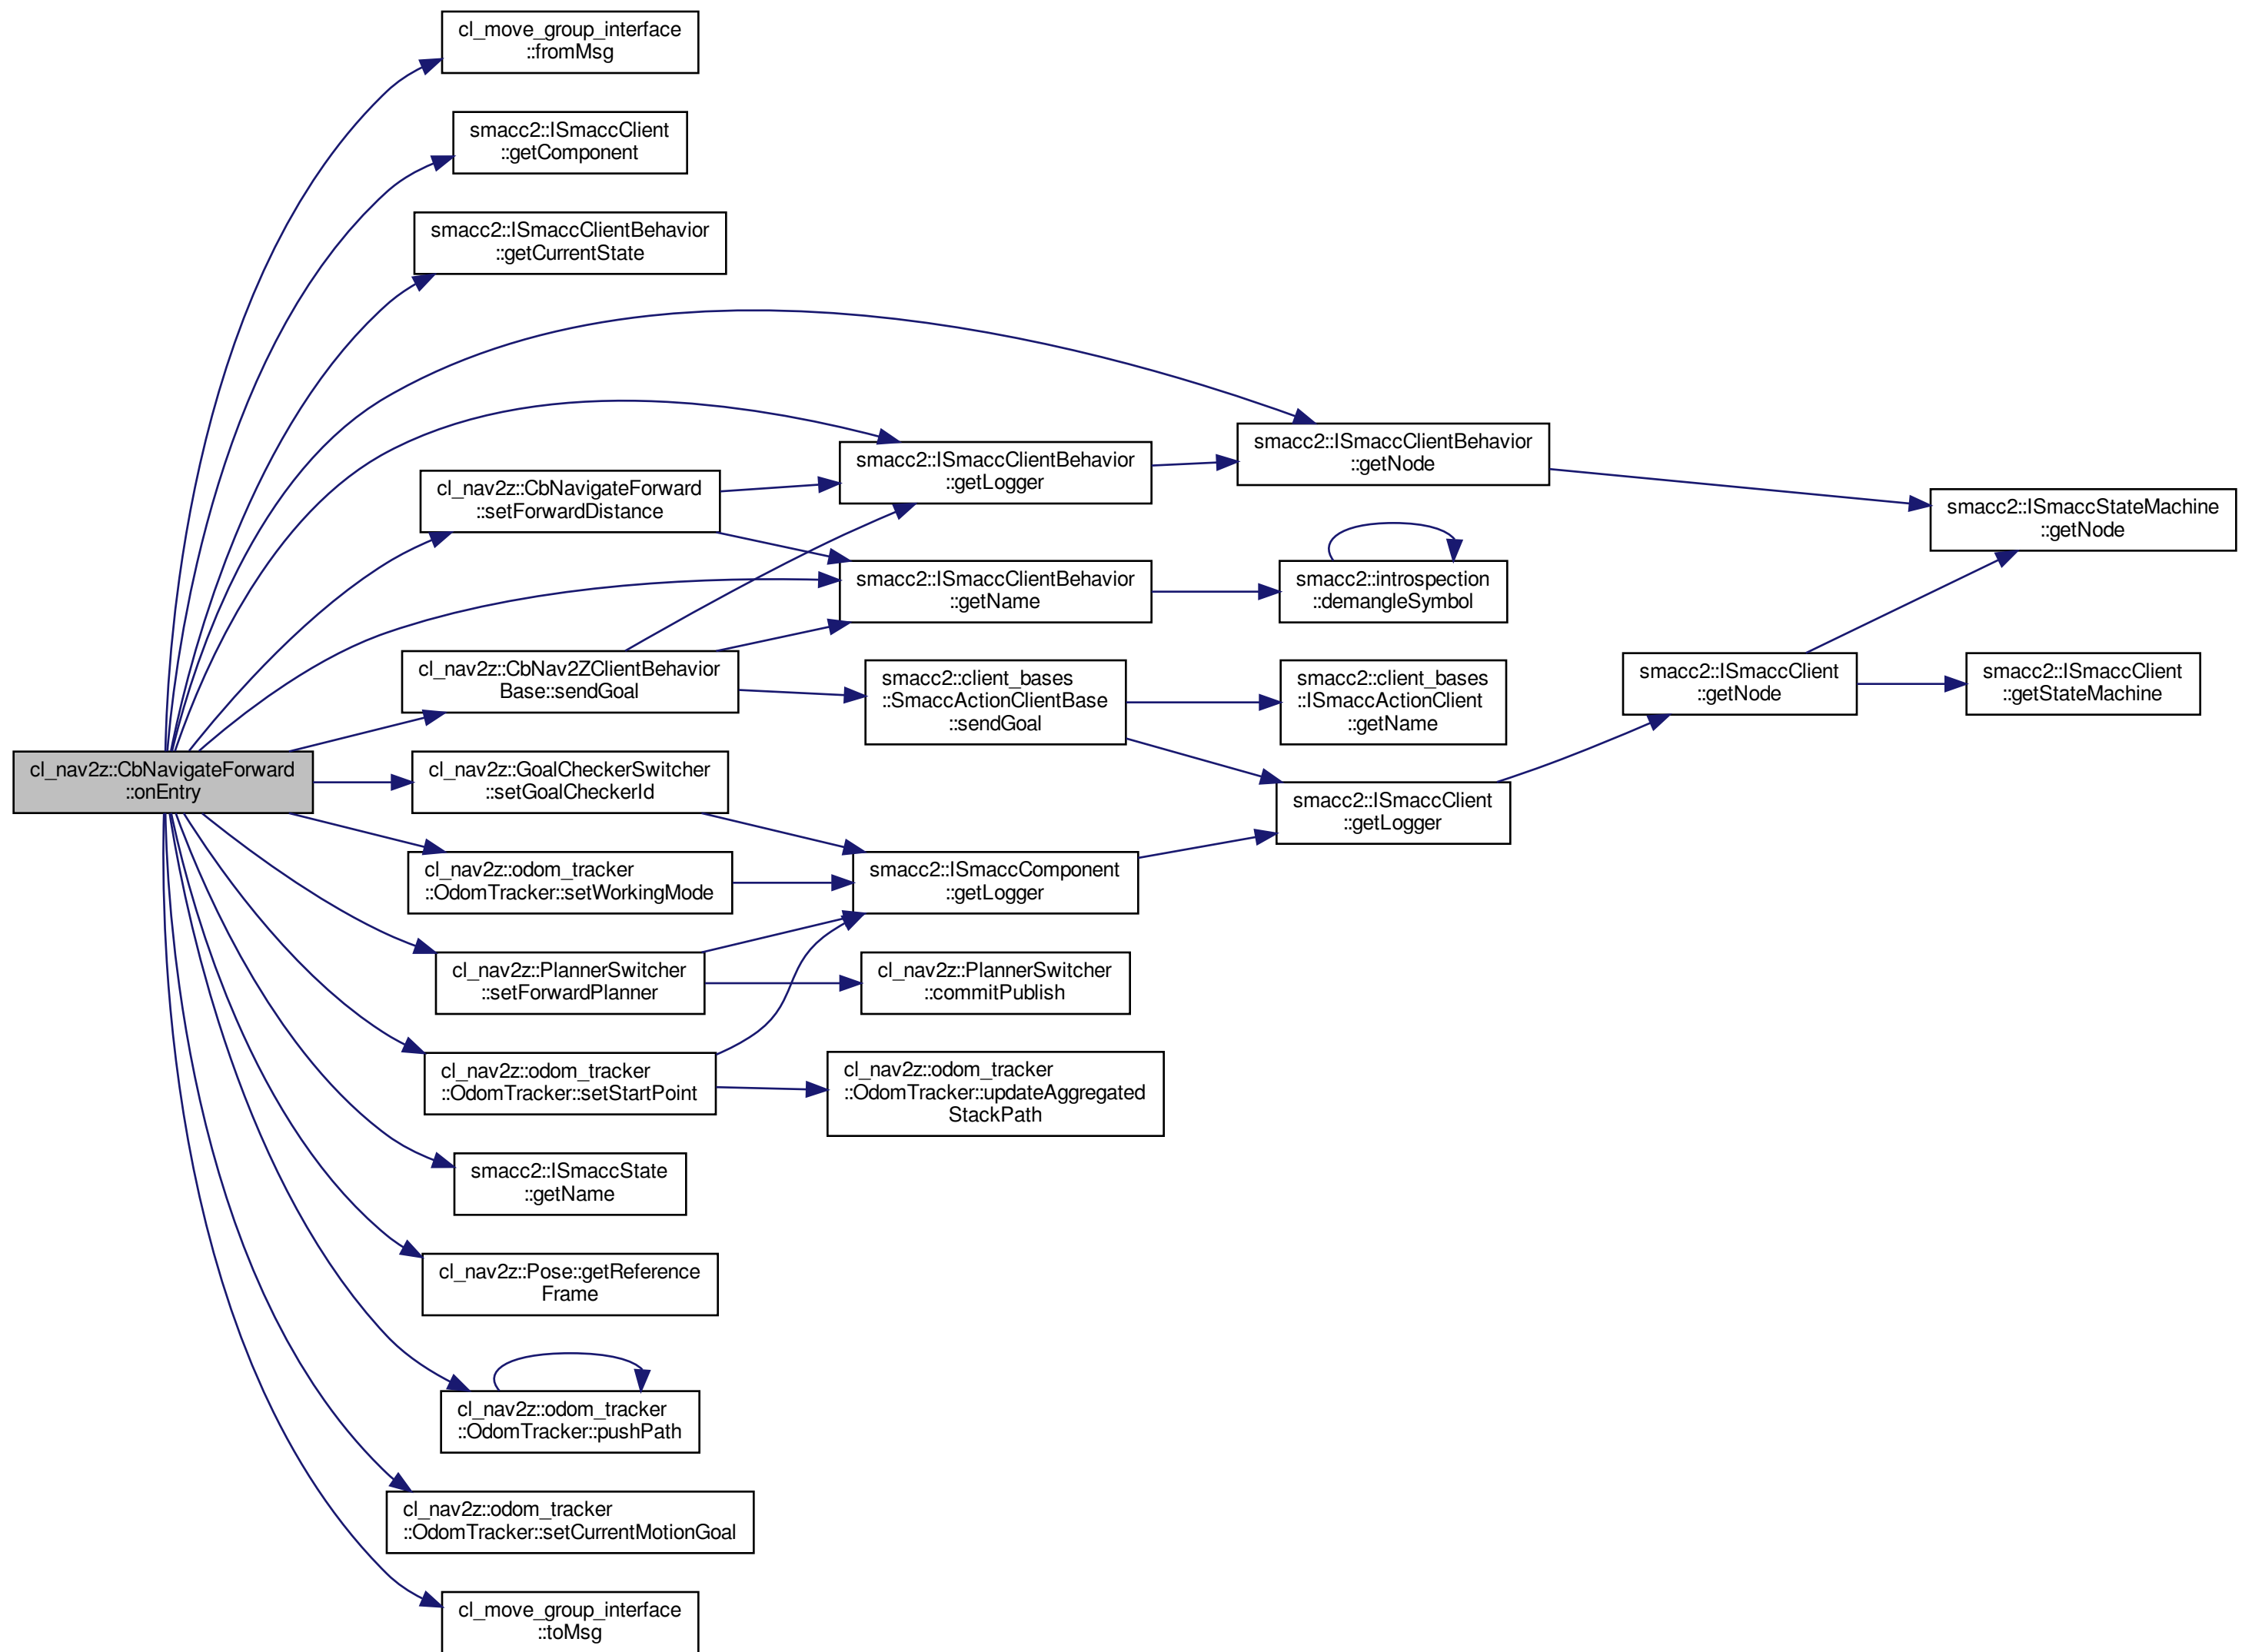 cl_move_group_interface
::fromMsg
smacc2::ISmaccClient
::getComponent
smacc2::ISmaccClientBehavior
::getCurrentState
smacc2::ISmaccClientBehavior
::getNode
smacc2::ISmaccClientBehavior
::getLogger
cl_nav2z::CbNavigateForward
::setForwardDistance
smacc2::ISmaccStateMachine
::getNode
smacc2::ISmaccClientBehavior
::getName
smacc2::introspection
::demangleSymbol
cl_nav2z::CbNav2ZClientBehavior
Base::sendGoal
smacc2::client_bases
::SmaccActionClientBase
::sendGoal
smacc2::client_bases
::ISmaccActionClient
::getName
smacc2::ISmaccClient
::getNode
smacc2::ISmaccClient
::getStateMachine
cl_nav2z::CbNavigateForward
::onEntry
cl_nav2z::GoalCheckerSwitcher
::setGoalCheckerId
smacc2::ISmaccClient
::getLogger
cl_nav2z::odom_tracker
::OdomTracker::setWorkingMode
smacc2::ISmaccComponent
::getLogger
cl_nav2z::PlannerSwitcher
::setForwardPlanner
cl_nav2z::PlannerSwitcher
::commitPublish
cl_nav2z::odom_tracker
::OdomTracker::setStartPoint
cl_nav2z::odom_tracker
::OdomTracker::updateAggregated
StackPath
smacc2::ISmaccState
::getName
cl_nav2z::Pose::getReference
Frame
cl_nav2z::odom_tracker
::OdomTracker::pushPath
cl_nav2z::odom_tracker
::OdomTracker::setCurrentMotionGoal
cl_move_group_interface
::toMsg